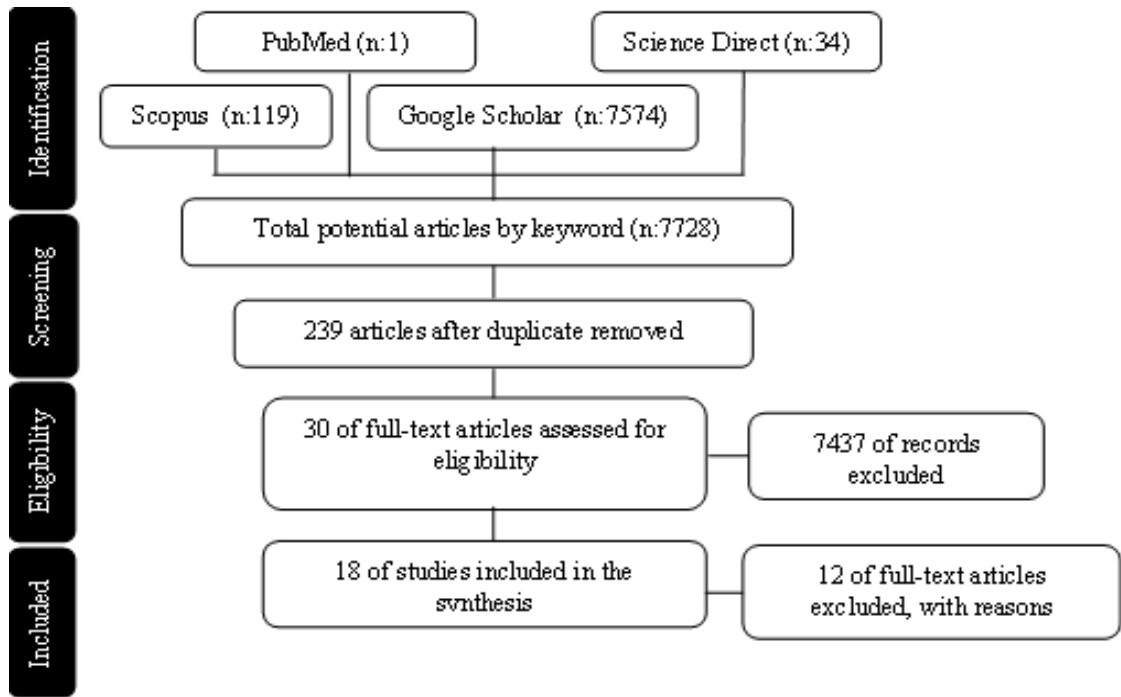 Identification
PubMed (n:1)
Science Direct (n:34)
Scopus (n:119)
Google Scholar (n:7574)
Screening
Total potential articles by keyword (n:7728)
239 articles after duplicate removed
Eligibility
30 of full-text articles assessed for
eligibility
7437 of records
excluded
Included
18 of studies included in the
synthesis
12 of full-text articles
excluded, with reasons